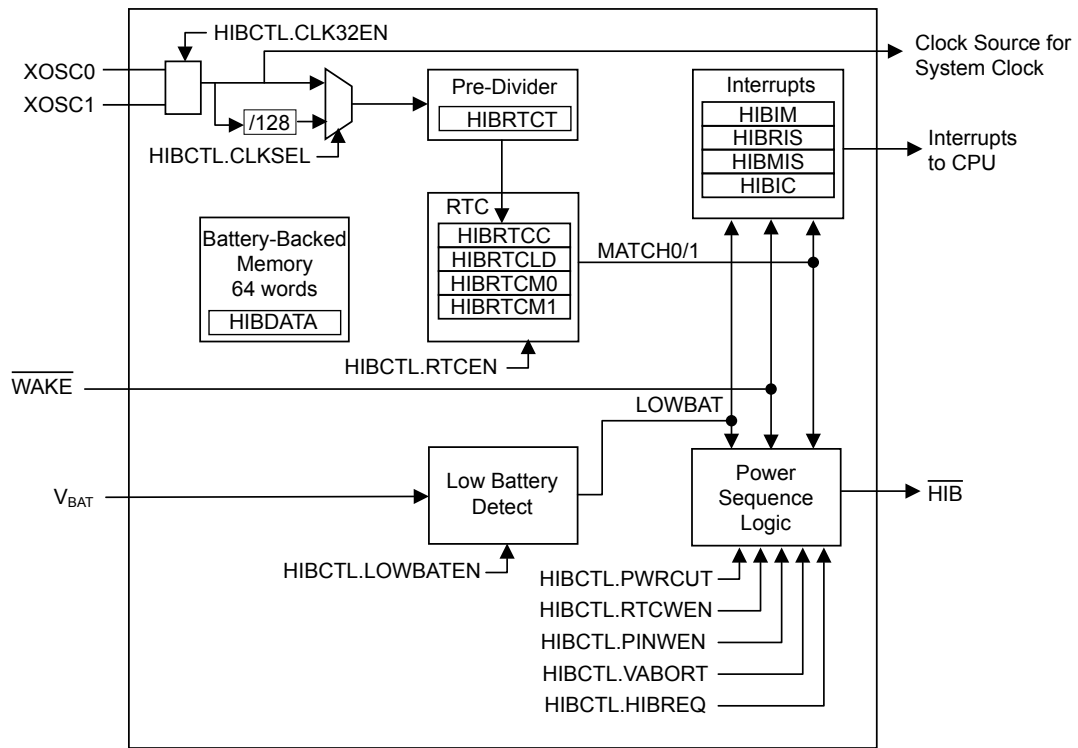 HIBCTL.CLK32EN
XOSC0
XOSC1
/128
HIBCTL.CLKSEL
Pre-Divider
HIBRTCT
Interrupts
HIBIM
HIBRIS
HIBMIS
HIBIC
Clock Source for
System Clock
Interrupts
to CPU
Battery-Backed
Memory
64 words
HIBDATA
RTC
HIBRTCC
HIBRTCLD
HIBRTCM0
HIBRTCM1
MATCH0/1
HIBCTL.RTCEN
WAKE
LOWBAT
VBAT
Low Battery
Detect
HIBCTL.LOWBATEN
Power
Sequence
Logic
HIB
HIBCTL.PWRCUT
HIBCTL.RTCWEN
HIBCTL.PINWEN
HIBCTL.VABORT
HIBCTL.HIBREQ